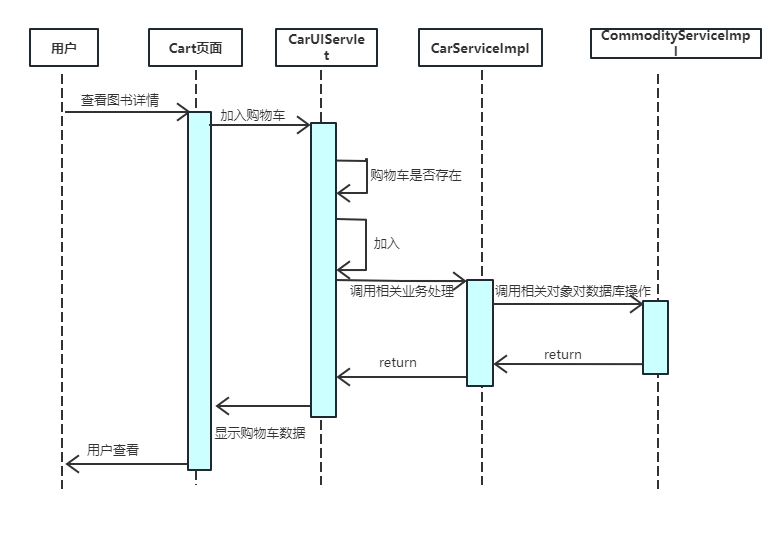 用户
Cart页面
CarUIServle
t
CarServiceImpl
CommodityServiceImp
l
查看图书详情
加入购物车
购物车是否存在
加入
调用相关业务处理
调用相关对象对数据库操作
return
return
显示购物车数据
用户查看